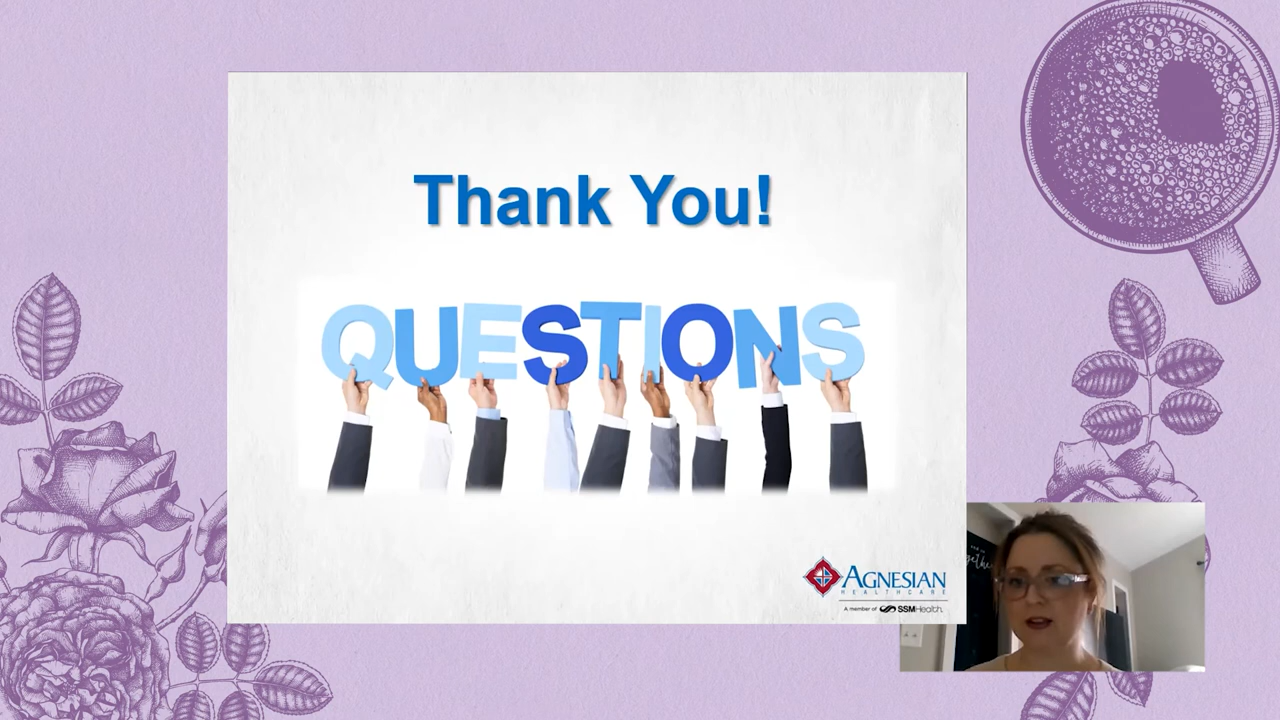 Thank You!
QUESTIONS
AGNESIAN
HEALTHCARE
A member of SSMHealth.